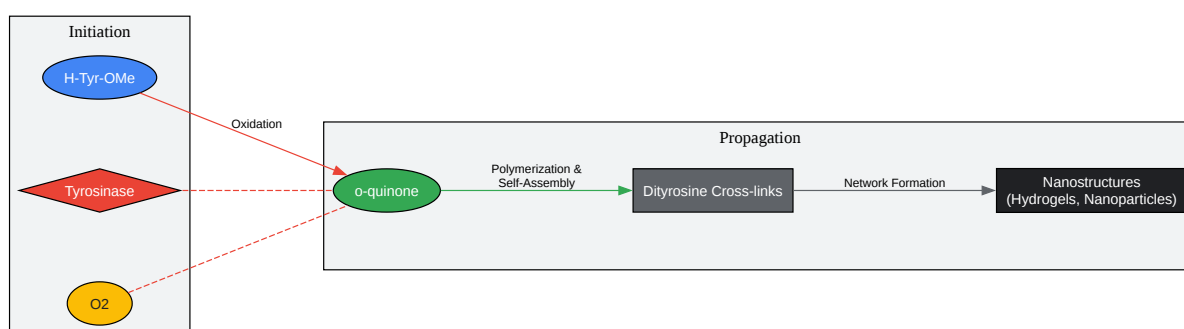 Initiation
H-Tyr-OMe
Oxidation
Tyrosinase
O2
Propagation
o-quinone
Polymerization &
Self-Assembly
Dityrosine Cross-links
Network Formation
Nanostructures
(Hydrogels, Nanoparticles)